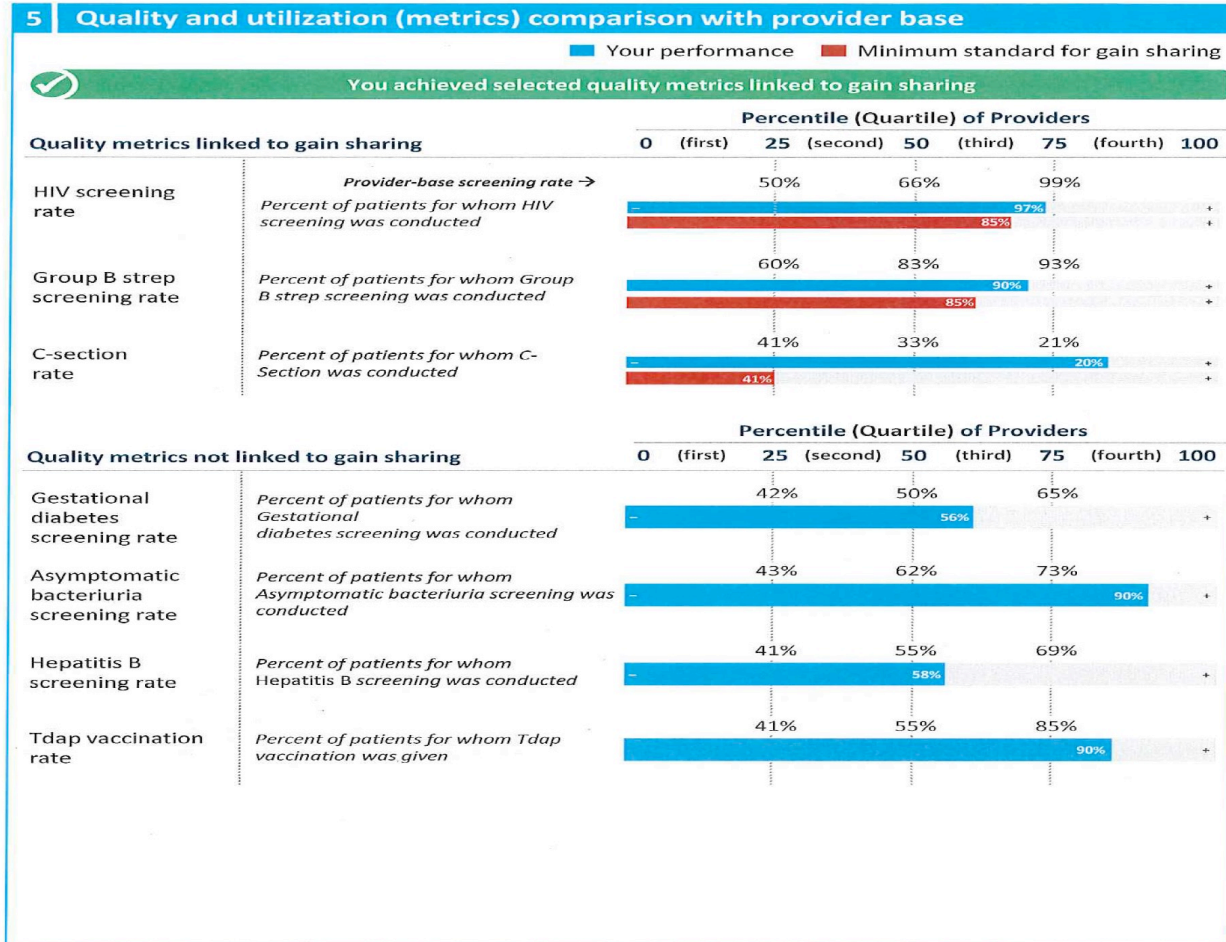 5 Quality and utilization (metrics) comparison with provider base
Your performance Minimum standard for gain sharing
You achieved selected quality metrics linked to gain sharing
Percentile (Quartile) of Providers
Quality metrics linked to gain sharing 0 (first) 25 (second) 50 (third) 75 (fourth) 100
HIV screening
rate
Provider-base screening rate →
Percent of patients for whom HIV
screening was conducted
50% 66% 99%
– 97% +
85% +
Group B strep
screening rate
Percent of patients for whom Group
B strep screening was conducted
60% 83% 93%
90% +
85% +
C-section
rate
Percent of patients for whom C-
Section was conducted
41% 33% 21%
– 20% +
41% +
Percentile (Quartile) of Providers
Quality metrics not linked to gain sharing 0 (first) 25 (second) 50 (third) 75 (fourth) 100
Gestational
diabetes
screening rate
Percent of patients for whom
Gestational
diabetes screening was conducted
42% 50% 65%
– 56% +
Asymptomatic
bacteriuria
screening rate
Percent of patients for whom
Asymptomatic bacteriuria screening was
conducted
43% 62% 73%
– 90% +
Hepatitis B
screening rate
Percent of patients for whom
Hepatitis B screening was conducted
41% 55% 69%
– 58% +
Tdap vaccination
rate
Percent of patients for whom Tdap
vaccination was given
41% 55% 85%
90% +